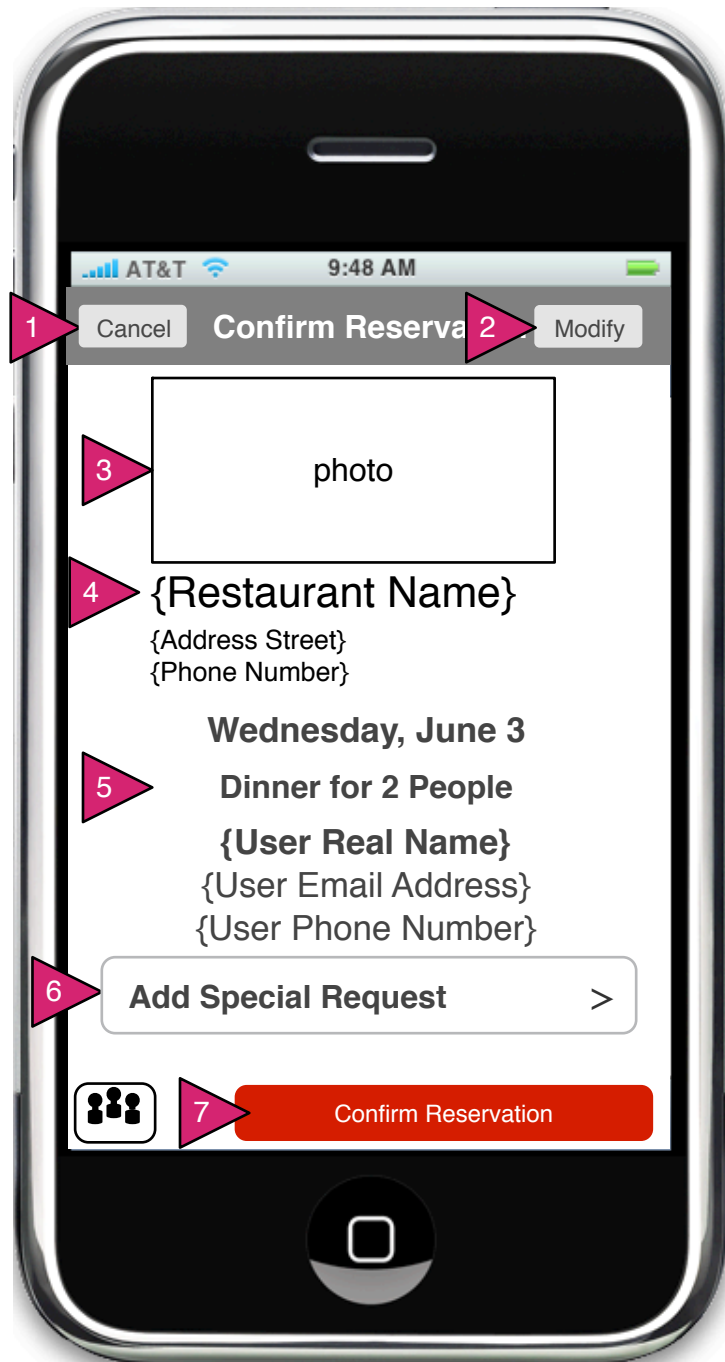 AT&T 9:48 AM
1 Cancel Confirm Reserva 2 Modify
3 photo
4 {Restaurant Name}
{Address Street}
{Phone Number}
Wednesday, June 3
5 Dinner for 2 People
{User Real Name}
{User Email Address}
{User Phone Number}
6 Add Special Request >
7 Confirm Reservation